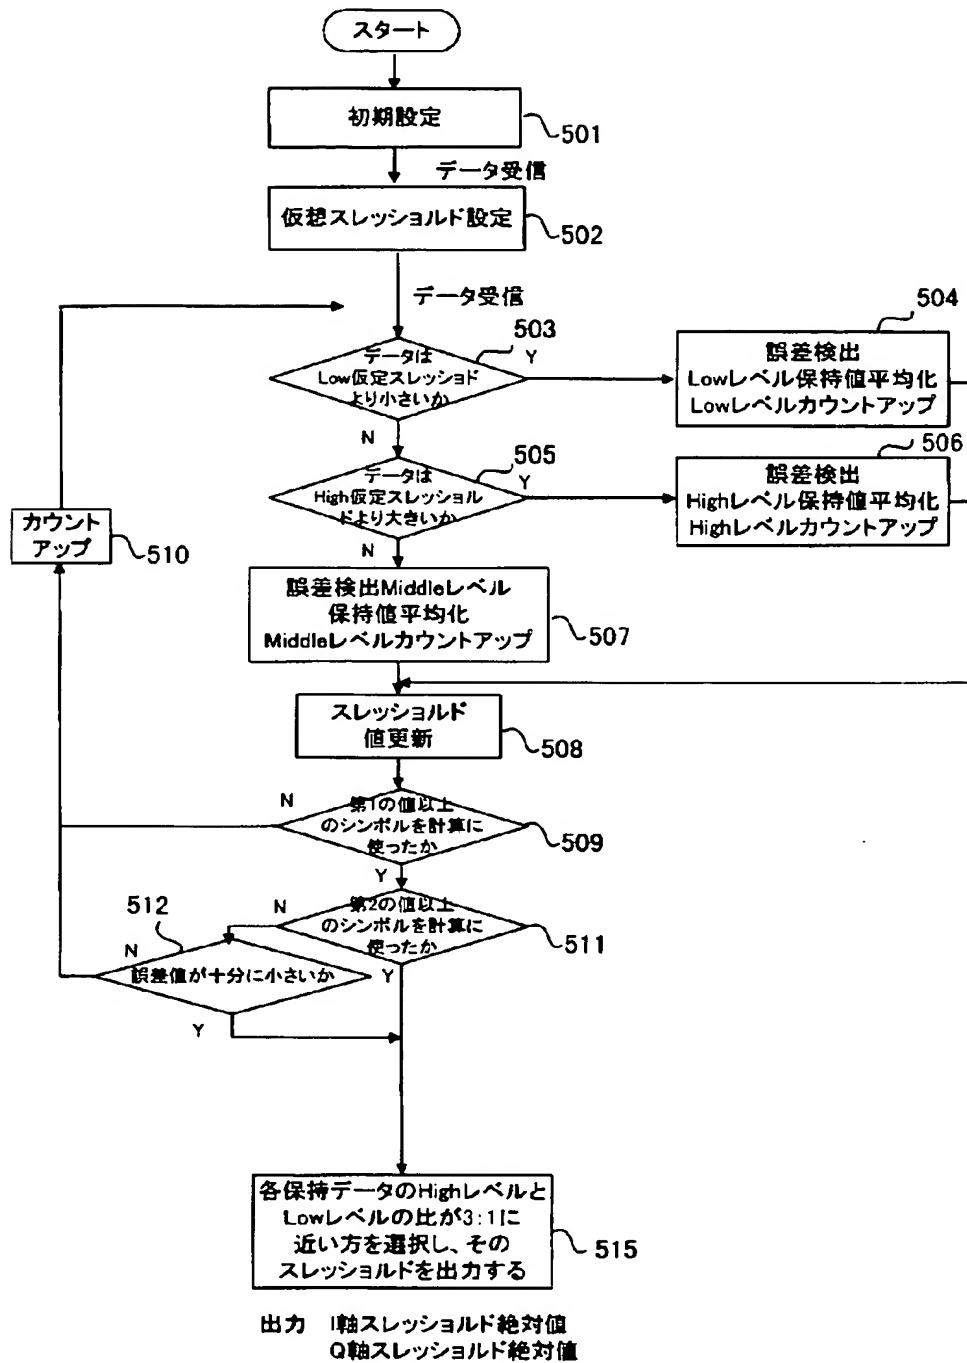 スタート
初期設定
501
データ受信
仮想スレッショルド設定
502
データ受信
503
データは
Low仮定スレッショド
より小さいか
Y
N
504
誤差検出
Lowレベル保持値平均化
Lowレベルカウントアップ
505
データは
High仮定スレッショル
ドより大きいか
Y
N
506
誤差検出
Highレベル保持値平均化
Highレベルカウントアップ
カウント
アップ
510
誤差検出Middleレベル
保持値平均化
Middleレベルカウントアップ
507
スレッショルド
値更新
508
N
第1の値以上
のシンボルを計算に
使ったか
509
Y
512
N
第2の値以上
のシンボルを計算に
使ったか
511
N
誤差値が十分に小さいか
Y
Y
各保持データのHighレベルと
Lowレベルの比が3:1に
近い方を選択し、その
スレッショルドを出力する
515
出力 I軸スレッショルド絶対値
Q軸スレッショルド絶対値